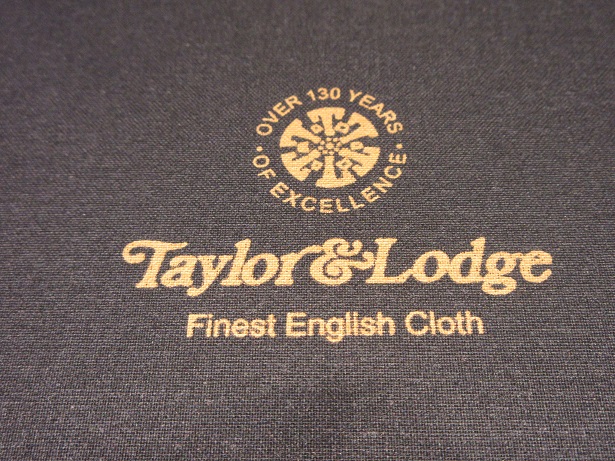 OVER 130 YEARS
• OF EXCELLENCE •
Taylor & Lodge
Finest English Cloth